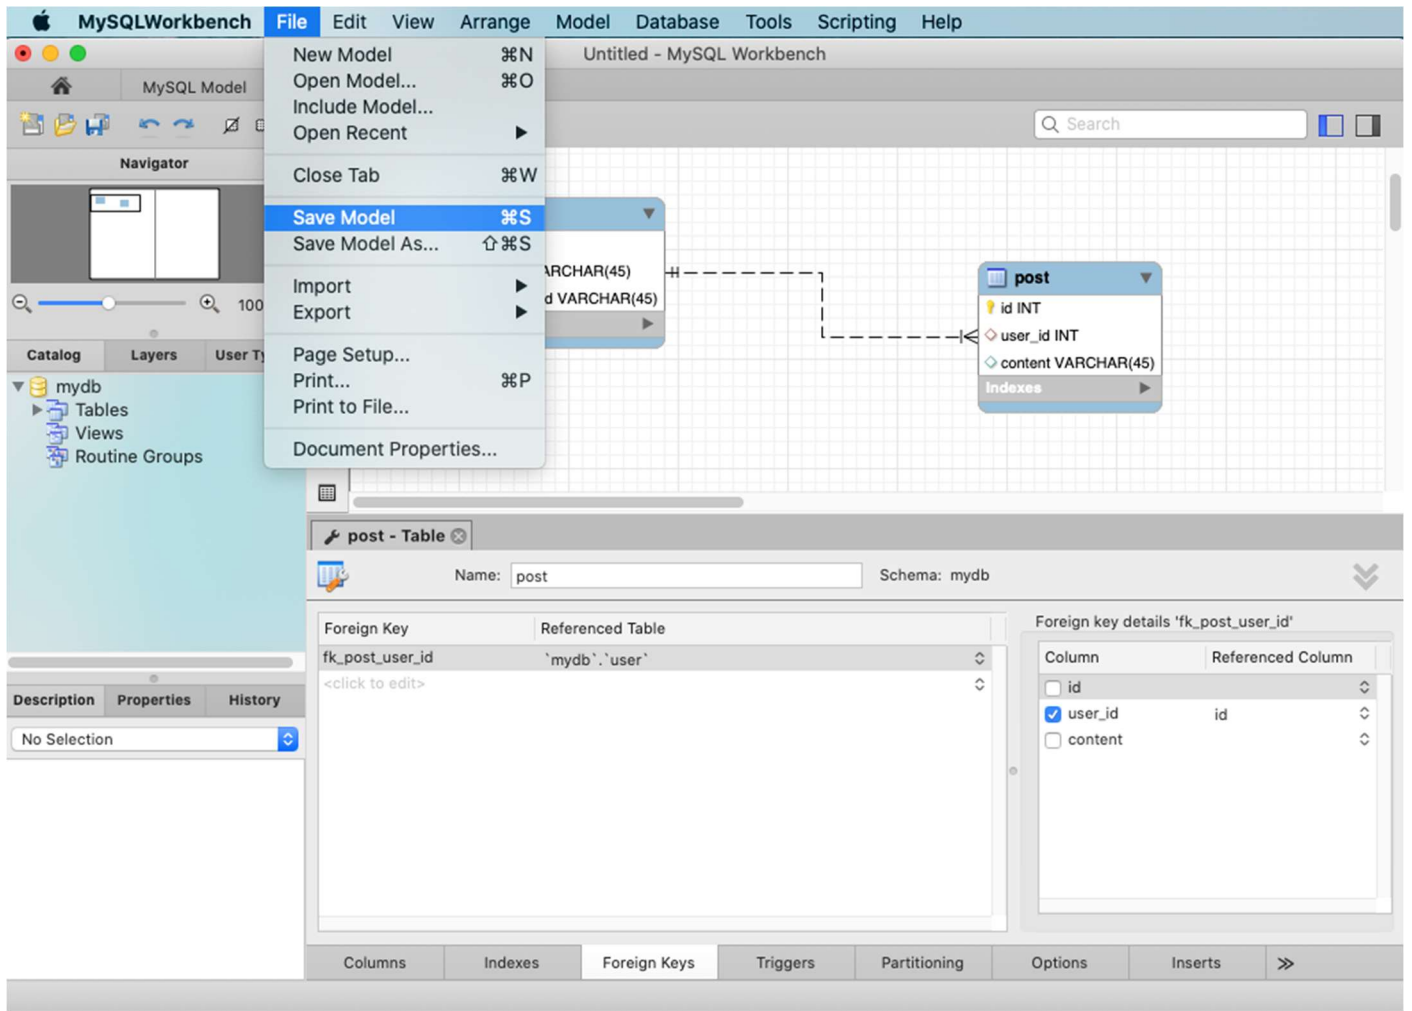 MySQLWorkbench File Edit View Arrange Model Database Tools Scripting Help
Untitled - MySQL Workbench
MySQL Model
New Model ⌘N
Open Model... ⌘O
Include Model...
Open Recent
Close Tab ⌘W
Save Model ⌘S
Save Model As... ⇧⌘S
Import
Export
Page Setup...
Print... ⌘P
Print to File...
Document Properties...
Search
Navigator
100
Catalog Layers User Ty
mydb
Tables
Views
Routine Groups
ARCHAR(45)
d VARCHAR(45)
post
id INT
user_id INT
content VARCHAR(45)
Indexes
post - Table
Name: post Schema: mydb
Foreign Key Referenced Table
fk_post_user_id `mydb`.`user`
<click to edit>
Foreign key details 'fk_post_user_id'
Column Referenced Column
id
user_id id
content
Description Properties History
No Selection
Columns Indexes Foreign Keys Triggers Partitioning Options Inserts